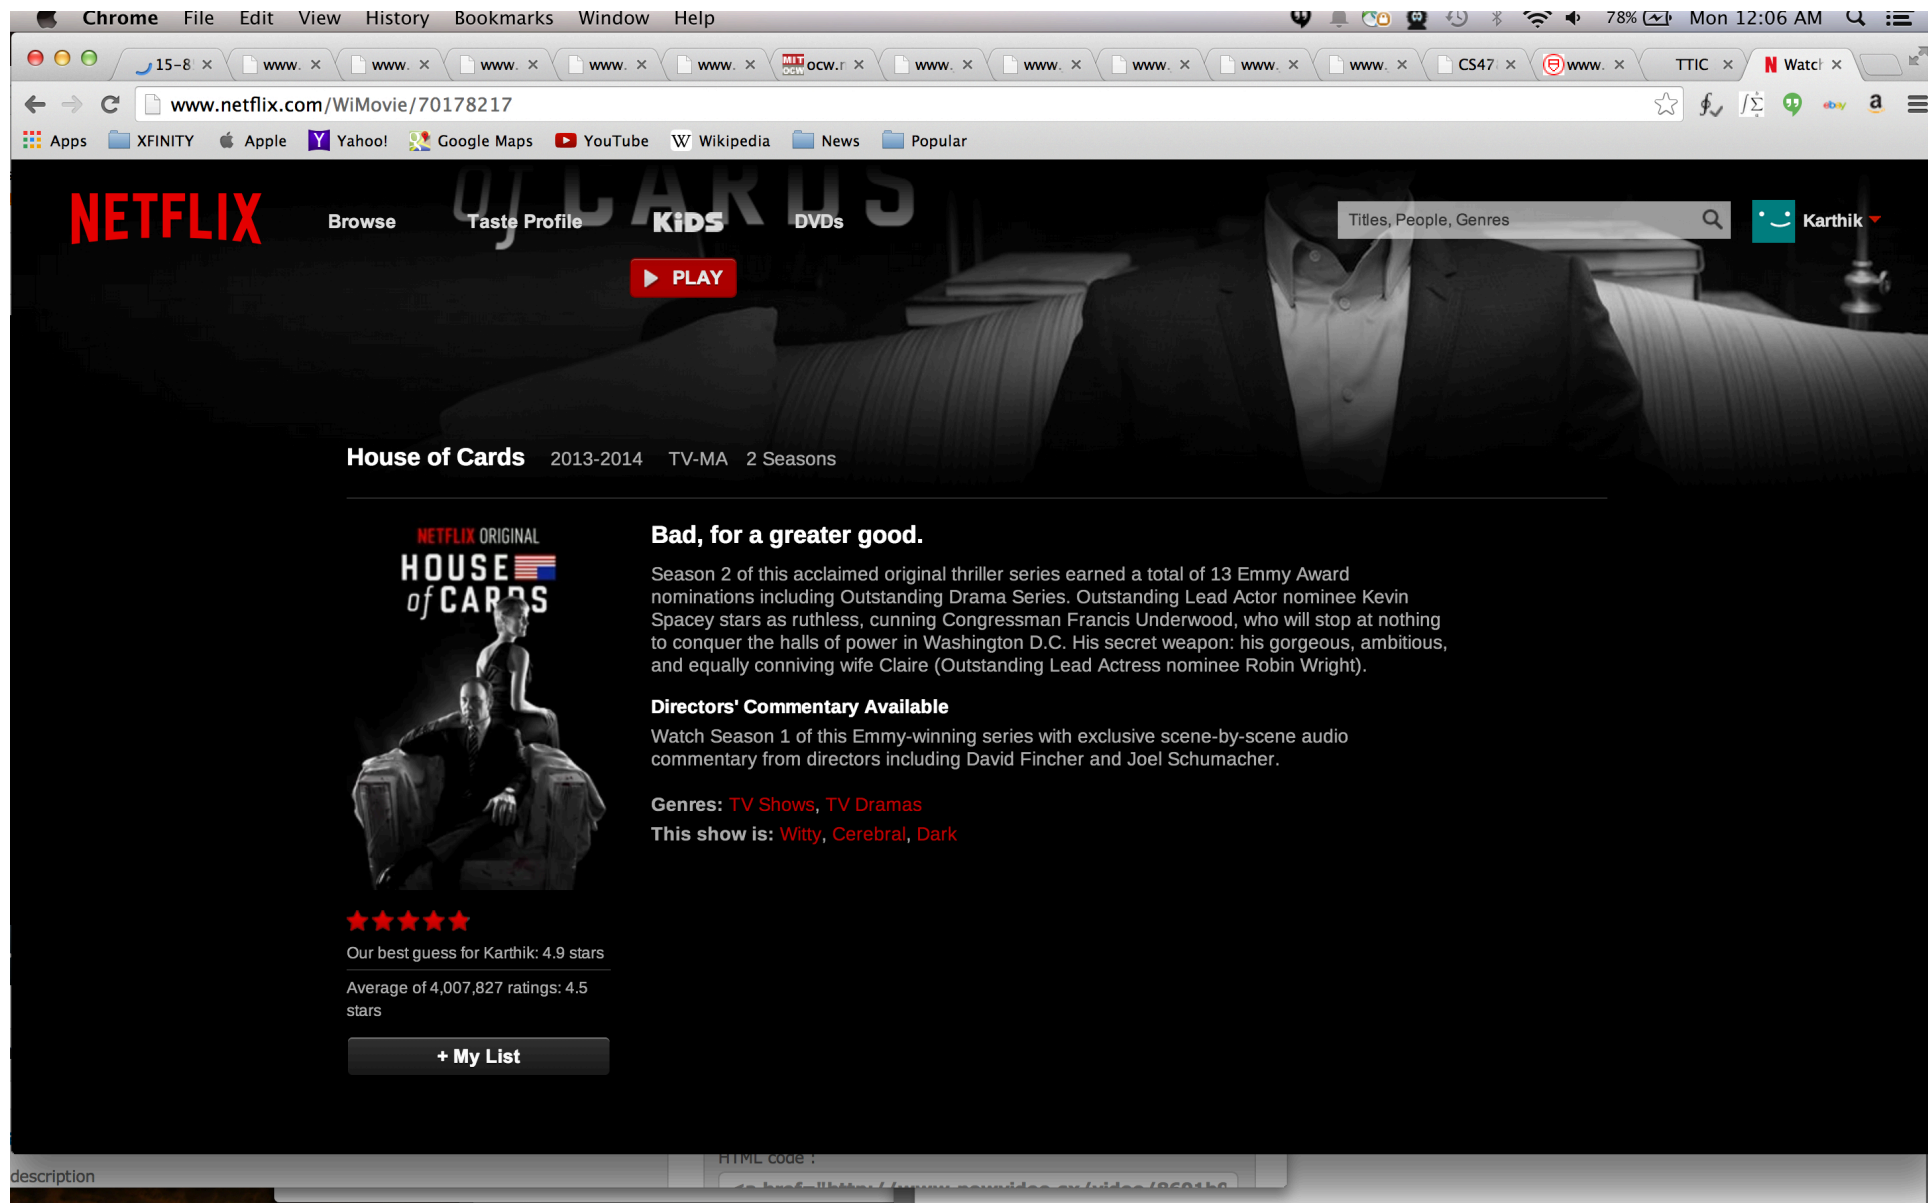 Chrome File Edit View History Bookmarks Window Help 78% Mon 12:06 AM
15-8 www. www. www. www. www. MIT OCW ocw. www. www. www. www. www. CS47 www. TTIC N Watch
www.netflix.com/WiMovie/70178217 ebay a
Apps XFINITY Apple Y Yahoo! Google Maps YouTube W Wikipedia News Popular
of CARDS
NETFLIX Browse Taste Profile KiDS DVDs Titles, People, Genres Karthik
PLAY
House of Cards 2013-2014 TV-MA 2 Seasons
NETFLIX ORIGINAL
HOUSE
of CARDS
Bad, for a greater good.
Season 2 of this acclaimed original thriller series earned a total of 13 Emmy Award
nominations including Outstanding Drama Series. Outstanding Lead Actor nominee Kevin
Spacey stars as ruthless, cunning Congressman Francis Underwood, who will stop at nothing
to conquer the halls of power in Washington D.C. His secret weapon: his gorgeous, ambitious,
and equally conniving wife Claire (Outstanding Lead Actress nominee Robin Wright).
Directors' Commentary Available
Watch Season 1 of this Emmy-winning series with exclusive scene-by-scene audio
commentary from directors including David Fincher and Joel Schumacher.
Genres: TV Shows, TV Dramas
This show is: Witty, Cerebral, Dark
Our best guess for Karthik: 4.9 stars
Average of 4,007,827 ratings: 4.5
stars
+ My List
HTML code :
description